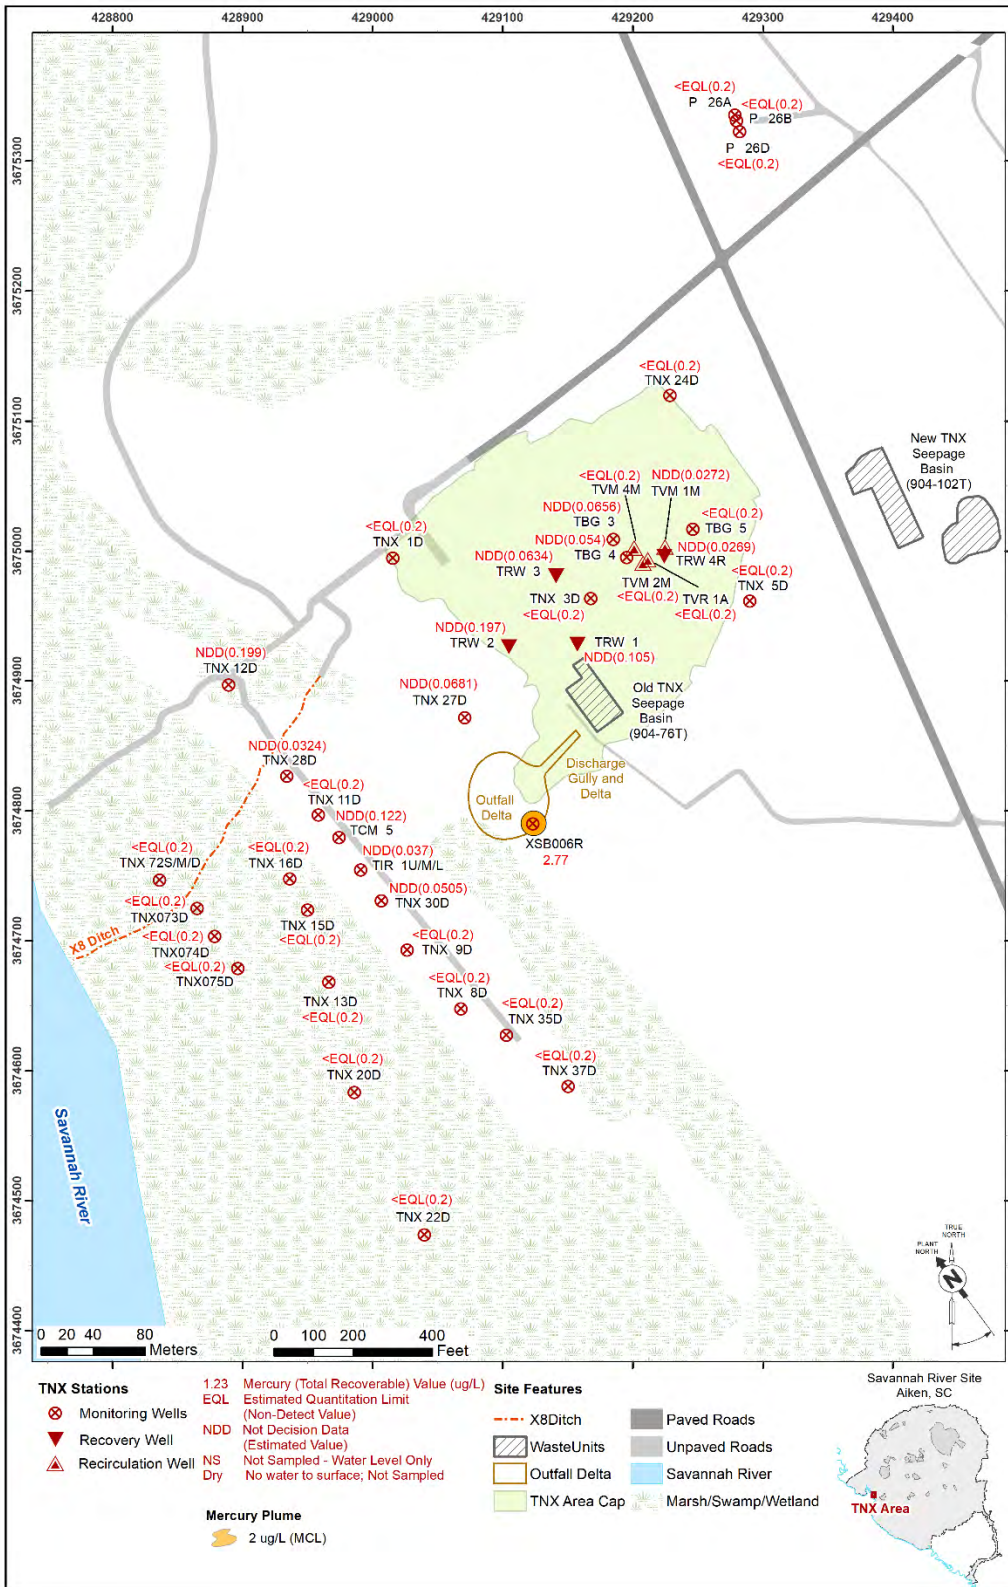 428800
428900
429000
429100
429200
429300
429400
3675300
3675200
3675100
3675000
3674900
3674800
3674700
3674600
3674500
3674400
<EQL(0.2)
P 26A
<EQL(0.2)
P 26B
P 26D
<EQL(0.2)
<EQL(0.2)
TNX 24D
New TNX
Seepage
Basin
(904-102T)
<EQL(0.2)
TVM 4M
NDD(0.0272)
TVM 1M
NDD(0.0656)
TBG 3
<EQL(0.2)
TBG 5
<EQL(0.2)
TNX 1D
NDD(0.054)
TBG 4
NDD(0.0269)
TRW 4R
NDD(0.0634)
TRW 3
<EQL(0.2)
TNX 5D
TVM 2M
<EQL(0.2)
TVR 1A
<EQL(0.2)
TNX 3D
<EQL(0.2)
NDD(0.197)
TRW 2
TRW 1
NDD(0.105)
NDD(0.199)
TNX 12D
NDD(0.0681)
TNX 27D
Old TNX
Seepage
Basin
(904-76T)
NDD(0.0324)
TNX 28D
Discharge
Gully and
Delta
Outfall
Delta
<EQL(0.2)
TNX 11D
NDD(0.122)
TCM 5
XSB006R
2.77
<EQL(0.2)
TNX 72S/M/D
<EQL(0.2)
TNX 16D
NDD(0.037)
TIR 1U/M/L
<EQL(0.2)
TNX073D
NDD(0.0505)
TNX 30D
TNX 15D
<EQL(0.2)
X8 Ditch
<EQL(0.2)
TNX074D
<EQL(0.2)
TNX 9D
<EQL(0.2)
TNX075D
<EQL(0.2)
TNX 8D
TNX 13D
<EQL(0.2)
<EQL(0.2)
TNX 35D
<EQL(0.2)
TNX 20D
<EQL(0.2)
TNX 37D
Savannah River
<EQL(0.2)
TNX 22D
TRUE
NORTH
PLANT
NORTH
N
0 20 40 80
Meters
0 100 200 400
Feet
TNX Stations
Monitoring Wells
Recovery Well
Recirculation Well
1.23 Mercury (Total Recoverable) Value (ug/L)
EQL Estimated Quantitation Limit
(Non-Detect Value)
NDD Not Decision Data
(Estimated Value)
NS Not Sampled - Water Level Only
Dry No water to surface; Not Sampled
Mercury Plume
2 ug/L (MCL)
Site Features
X8Ditch
WasteUnits
Outfall Delta
TNX Area Cap
Paved Roads
Unpaved Roads
Savannah River
Marsh/Swamp/Wetland
Savannah River Site
Aiken, SC
TNX Area